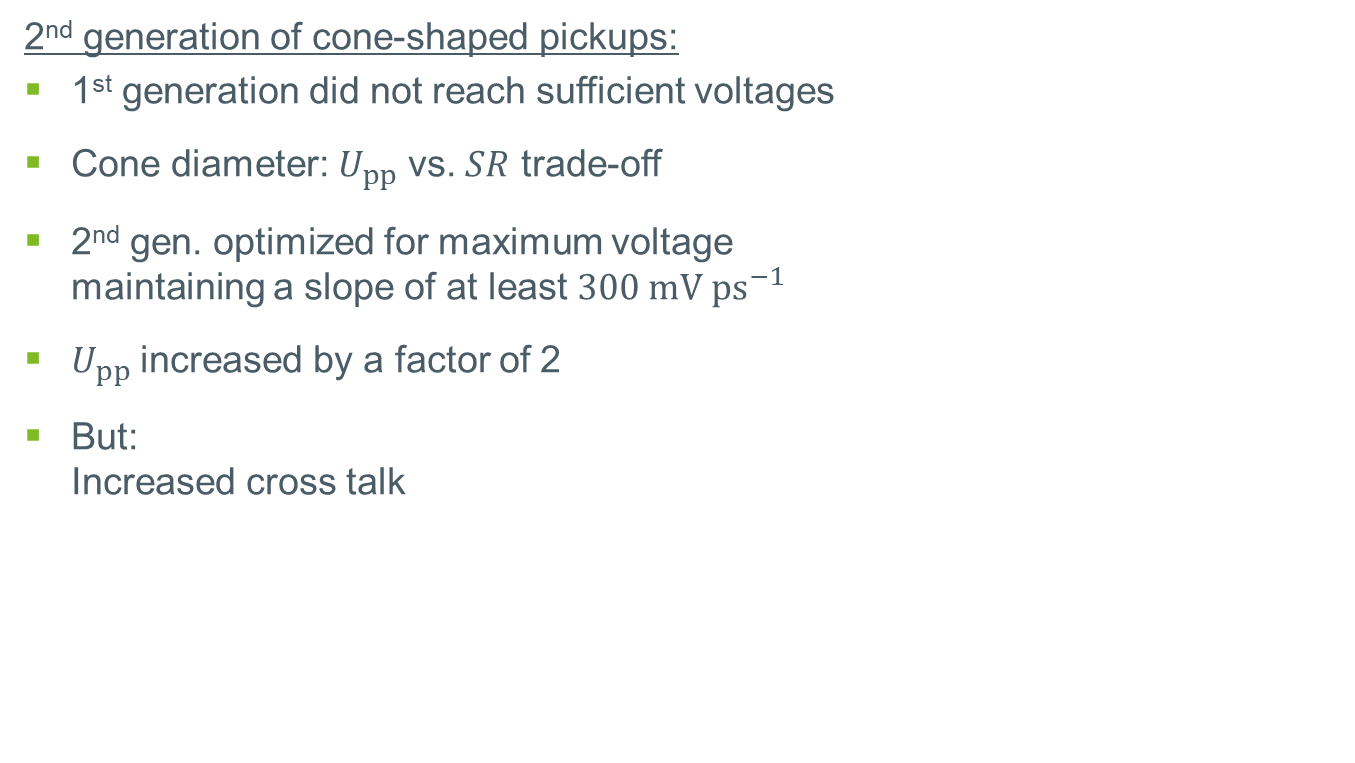 2nd generation of cone-shaped pickups:
▪ 1st generation did not reach sufficient voltages
▪ Cone diameter: 𝑈pp vs. 𝑆𝑅 trade-off
▪ 2nd gen. optimized for maximum voltage
maintaining a slope of at least 300 mV ps⁻¹
▪ 𝑈pp increased by a factor of 2
▪ But:
Increased cross talk